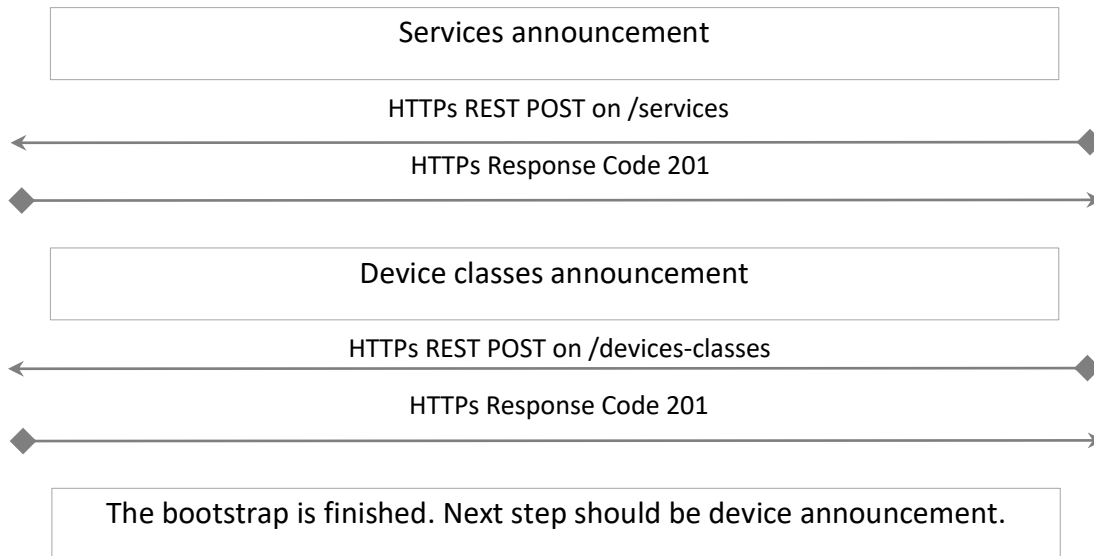 Services announcement
HTTPs REST POST on /services
HTTPs Response Code 201
Device classes announcement
HTTPs REST POST on /devices-classes
HTTPs Response Code 201
The bootstrap is finished. Next step should be device announcement.